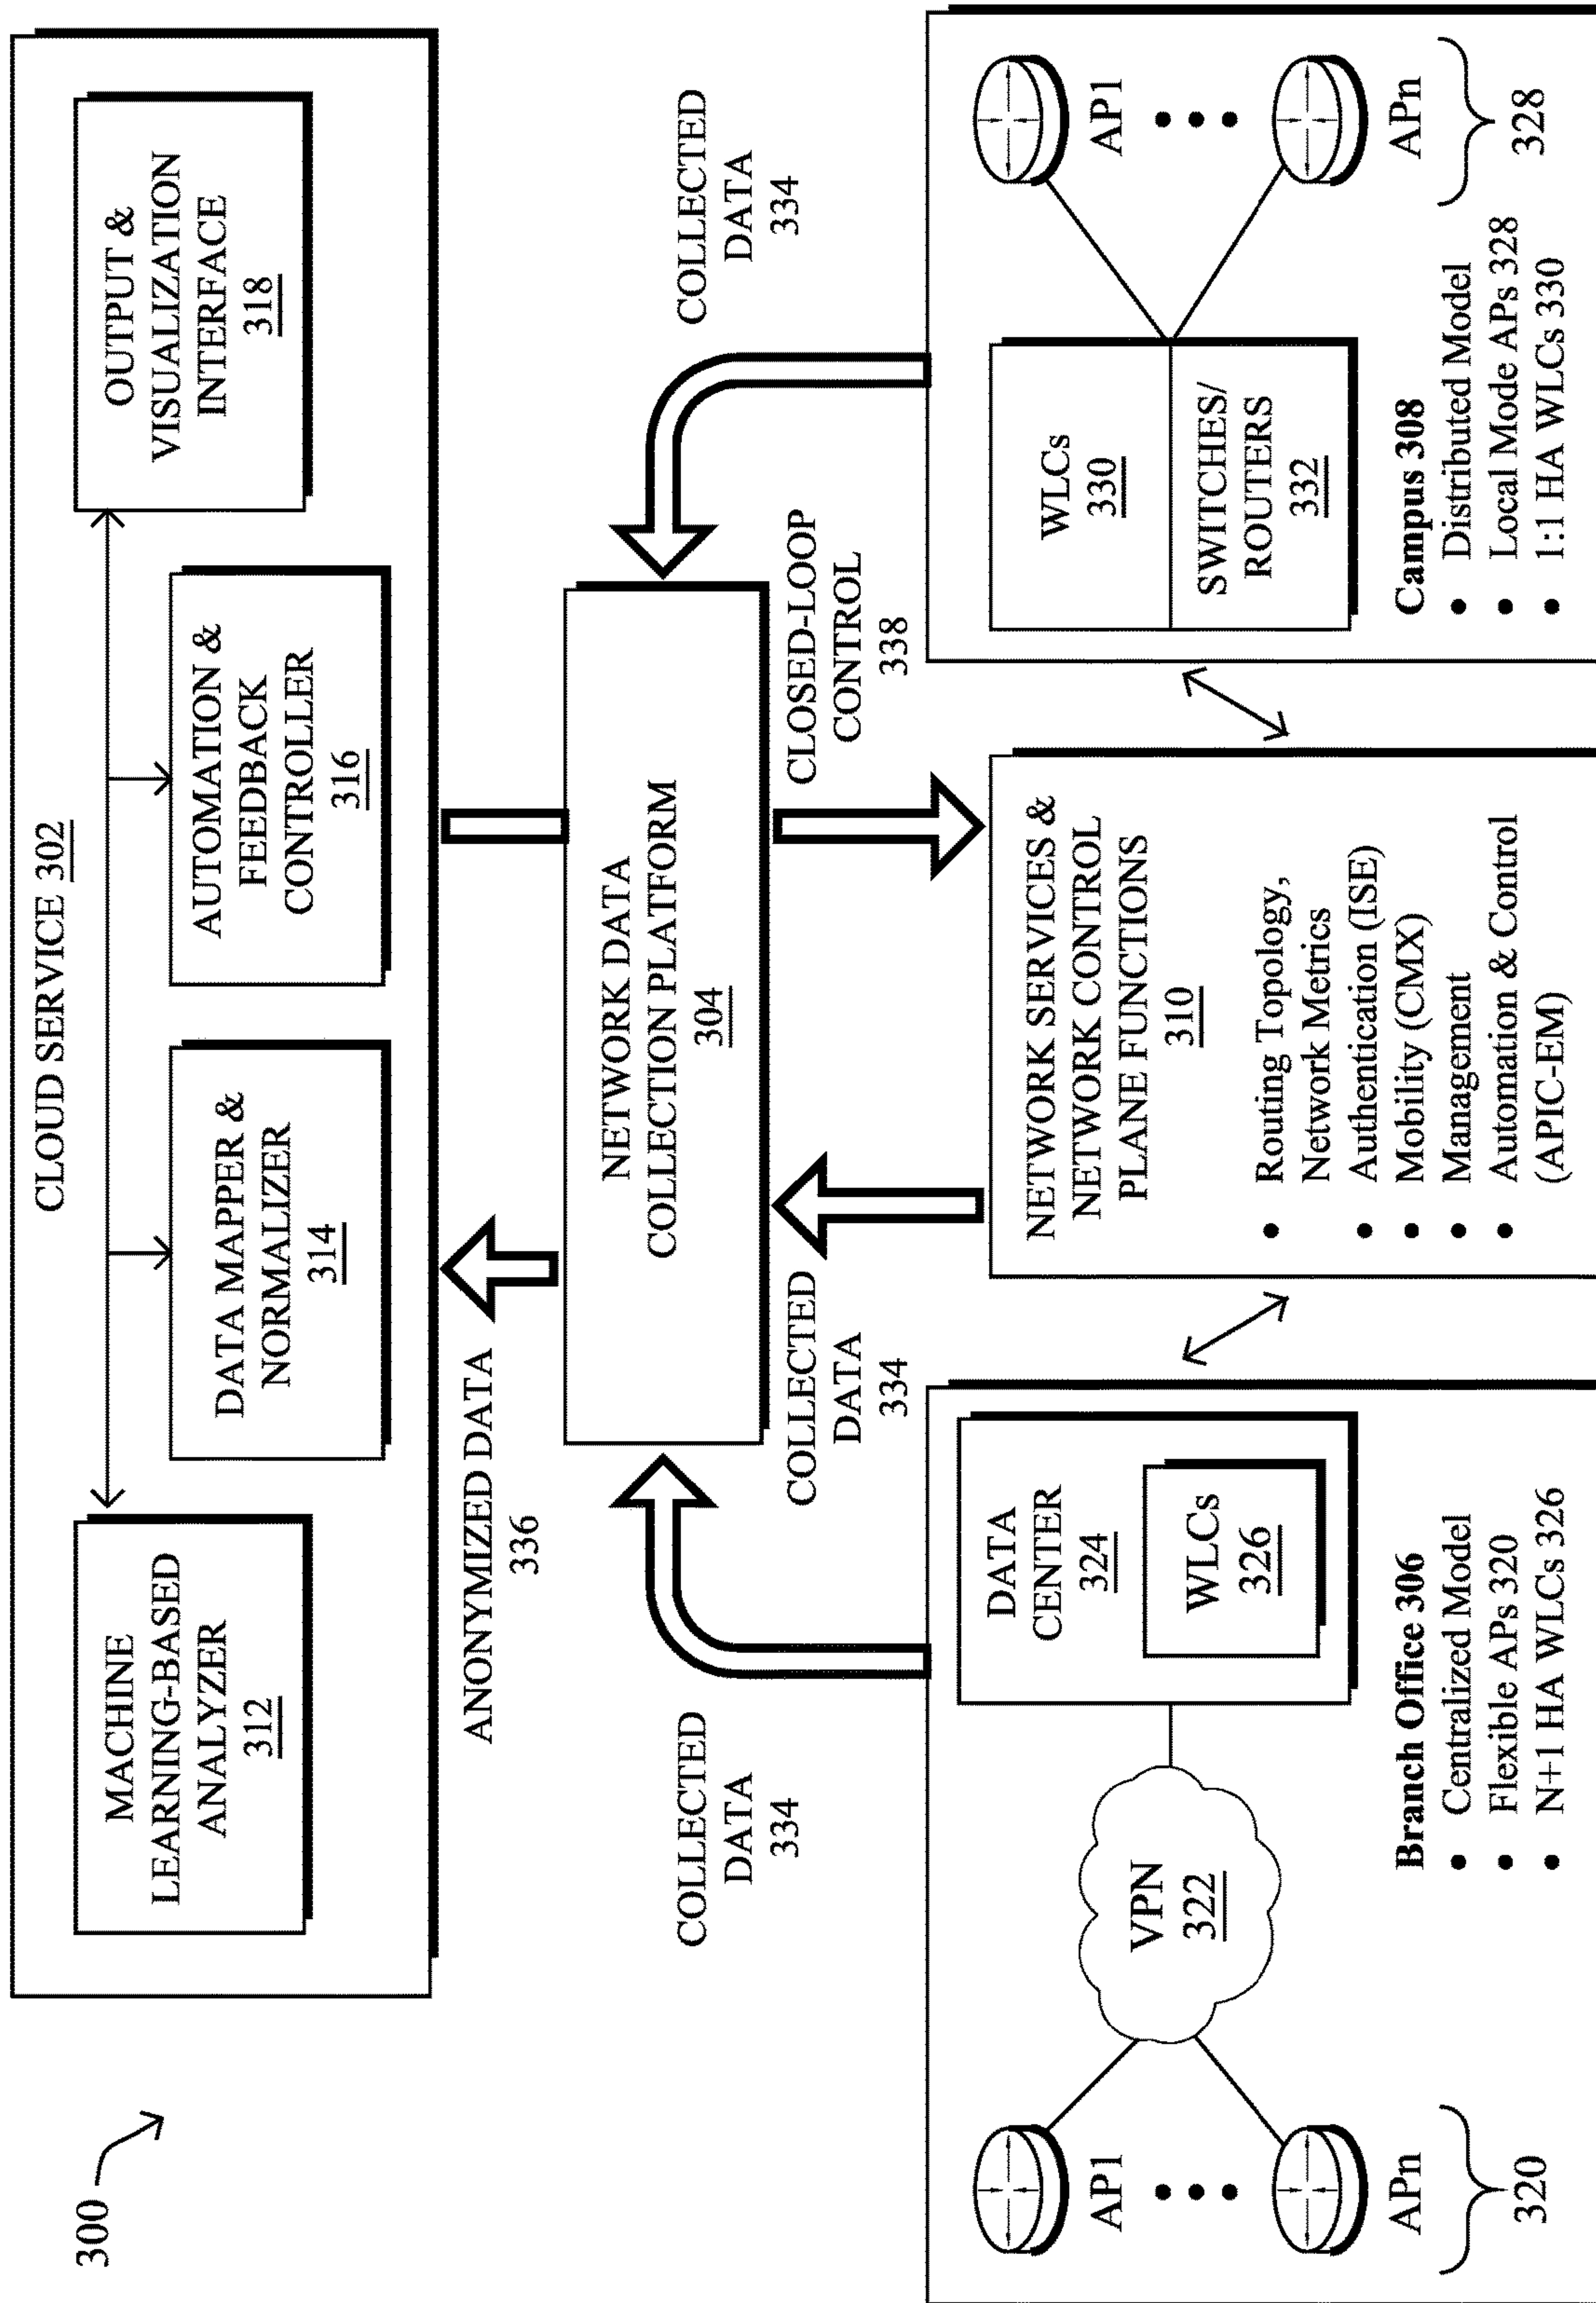 300
CLOUD SERVICE 302
MACHINE
LEARNING-BASED
ANALYZER
312
DATA MAPPER &
NORMALIZER
314
AUTOMATION &
FEEDBACK
CONTROLLER
316
OUTPUT &
VISUALIZATION
INTERFACE
318
ANONYMIZED DATA
336
COLLECTED
DATA
334
NETWORK DATA
COLLECTION PLATFORM
304
COLLECTED
DATA
334
COLLECTED
DATA
334
CLOSED-LOOP
CONTROL
338
AP1
APn
320
VPN
322
DATA
CENTER
324
WLCs
326
Branch Office 306
• Centralized Model
• Flexible APs 320
• N+1 HA WLCs 326
NETWORK SERVICES &
NETWORK CONTROL
PLANE FUNCTIONS
310
• Routing Topology,
Network Metrics
• Authentication (ISE)
• Mobility (CMX)
• Management
• Automation & Control
(APIC-EM)
WLCs
330
SWITCHES/
ROUTERS
332
AP1
APn
328
Campus 308
• Distributed Model
• Local Mode APs 328
• 1:1 HA WLCs 330